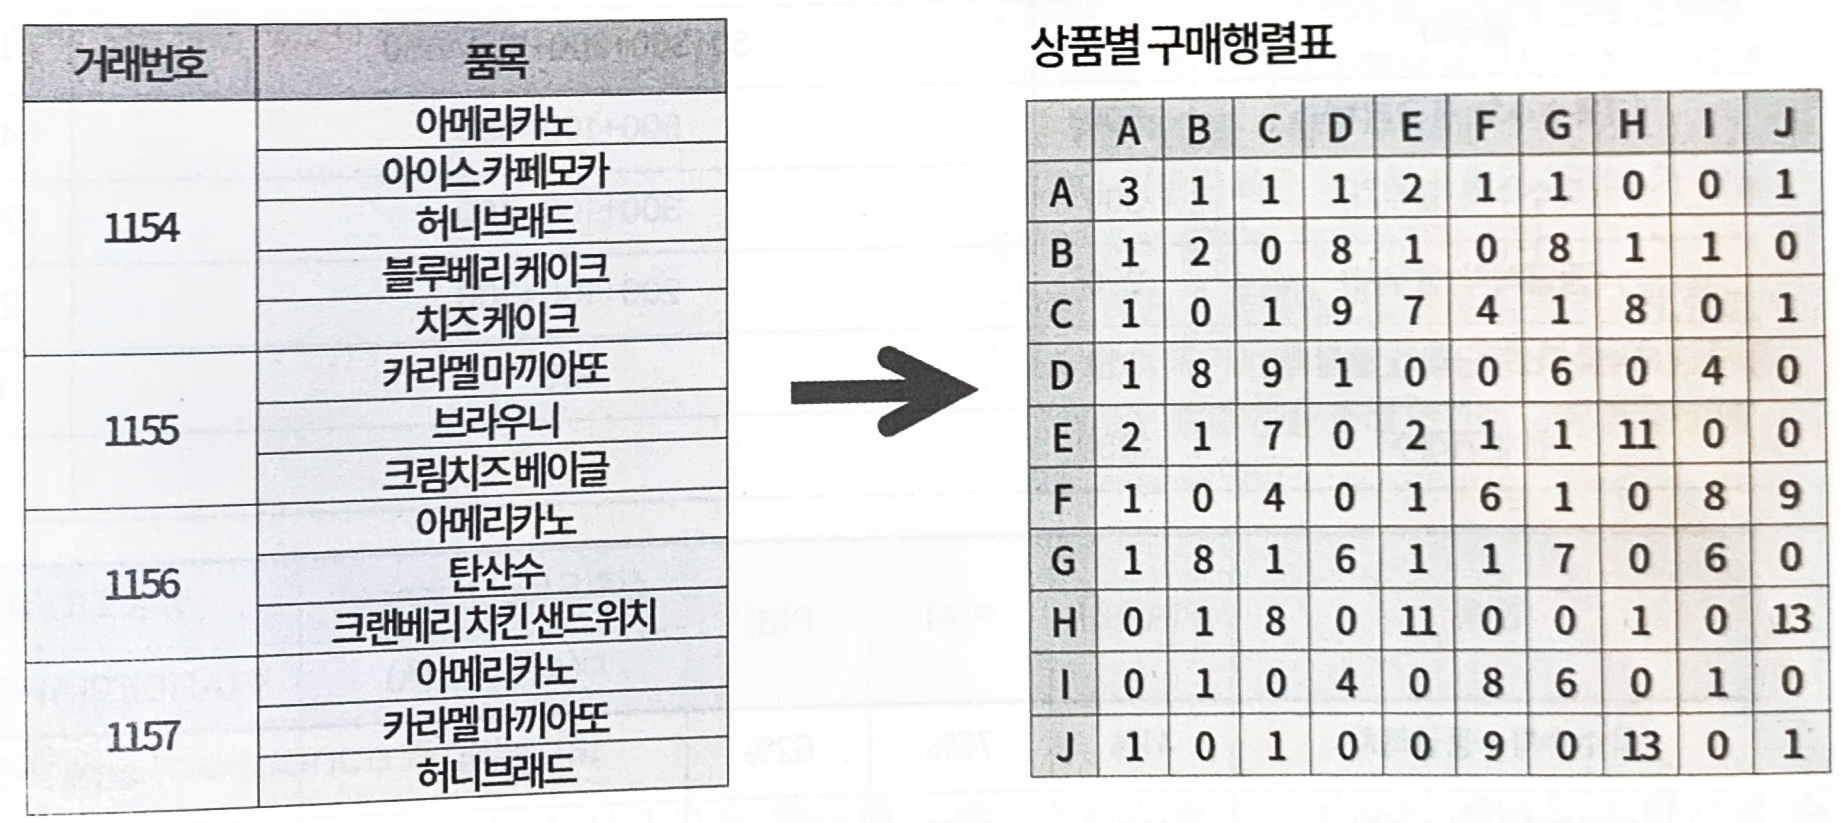 거래번호 품목
1154
아메리카노
아이스 카페모카
허니브래드
블루베리 케이크
치즈 케이크
1155
카라멜 마끼아또
브라우니
크림치즈 베이글
1156
아메리카노
탄산수
크랜베리 치킨 샌드위치
1157
아메리카노
카라멜 마끼아또
허니브래드
상품별 구매행렬표
A B C D E F G H I J
A 3 1 1 1 2 1 1 0 0 1
B 1 2 0 8 1 0 8 1 1 0
C 1 0 1 9 7 4 1 8 0 1
D 1 8 9 1 0 0 6 0 4 0
E 2 1 7 0 2 1 1 11 0 0
F 1 0 4 0 1 6 1 0 8 9
G 1 8 1 6 1 1 7 0 6 0
H 0 1 8 0 11 0 0 1 0 13
I 0 1 0 4 0 8 6 0 1 0
J 1 0 1 0 0 9 0 13 0 1